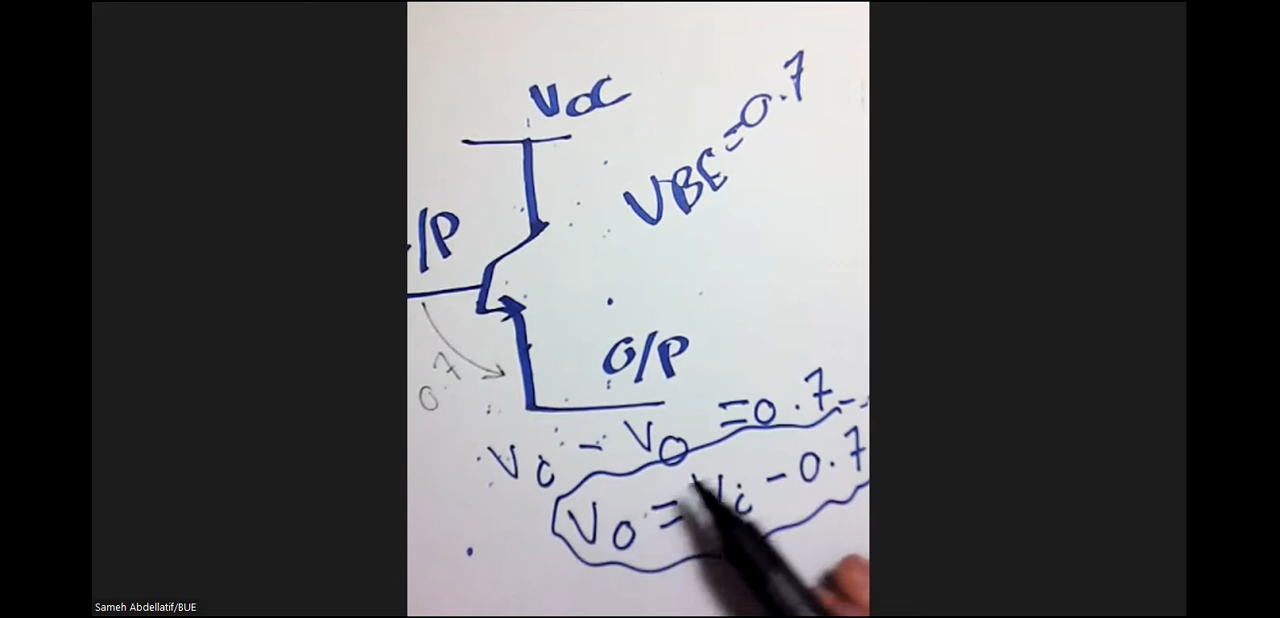 VCC
VBE=0.7
/P
0.7
O/P
Vi - VO =0.7
VO = Vi - 0.7
Sameh Abdellatif/BUE